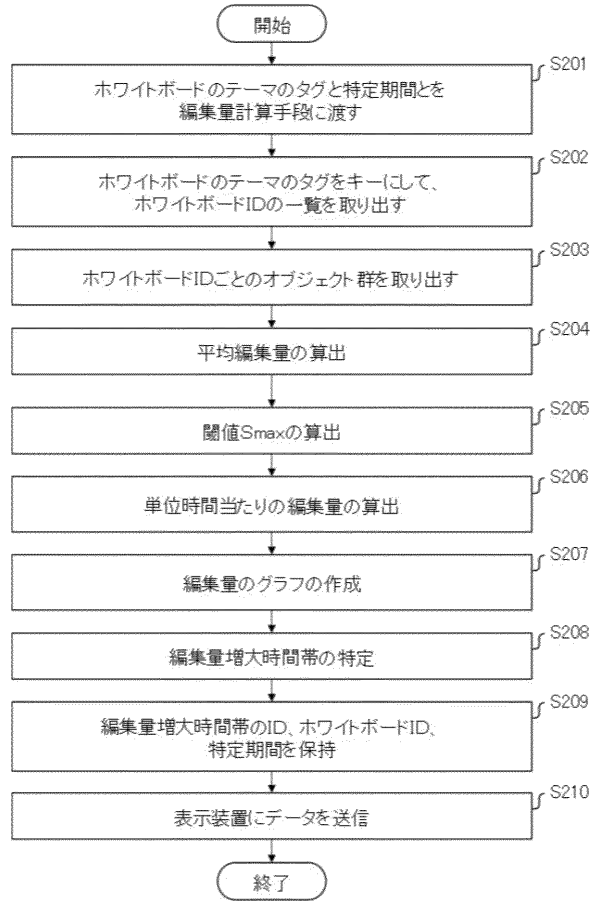 開始
S201
ホワイトボードのテーマのタグと特定期間とを
編集量計算手段に渡す
S202
ホワイトボードのテーマのタグをキーにして、
ホワイトボードIDの一覧を取り出す
S203
ホワイトボードIDごとのオブジェクト群を取り出す
S204
平均編集量の算出
S205
閾値Smaxの算出
S206
単位時間当たりの編集量の算出
S207
編集量のグラフの作成
S208
編集量増大時間帯の特定
S209
編集量増大時間帯のID、ホワイトボードID、
特定期間を保持
S210
表示装置にデータを送信
終了